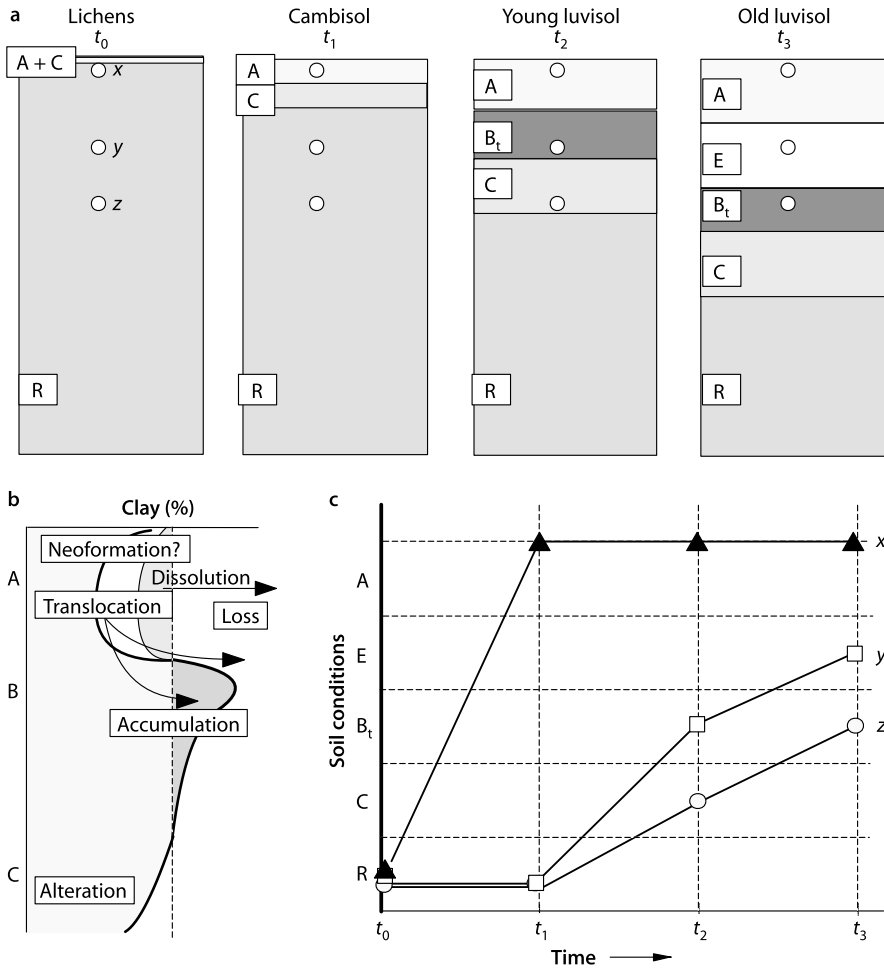 a
Lichens
t0
Cambisol
t1
Young luvisol
t2
Old luvisol
t3
A + C
x
y
z
R
A
C
R
A
Bt
C
R
A
E
Bt
C
R
b
Clay (%)
Neoformation?
Dissolution
Translocation
Loss
Accumulation
Alteration
A
B
C
c
Soil conditions
A
E
Bt
C
R
x
y
z
t0
t1
t2
t3
Time